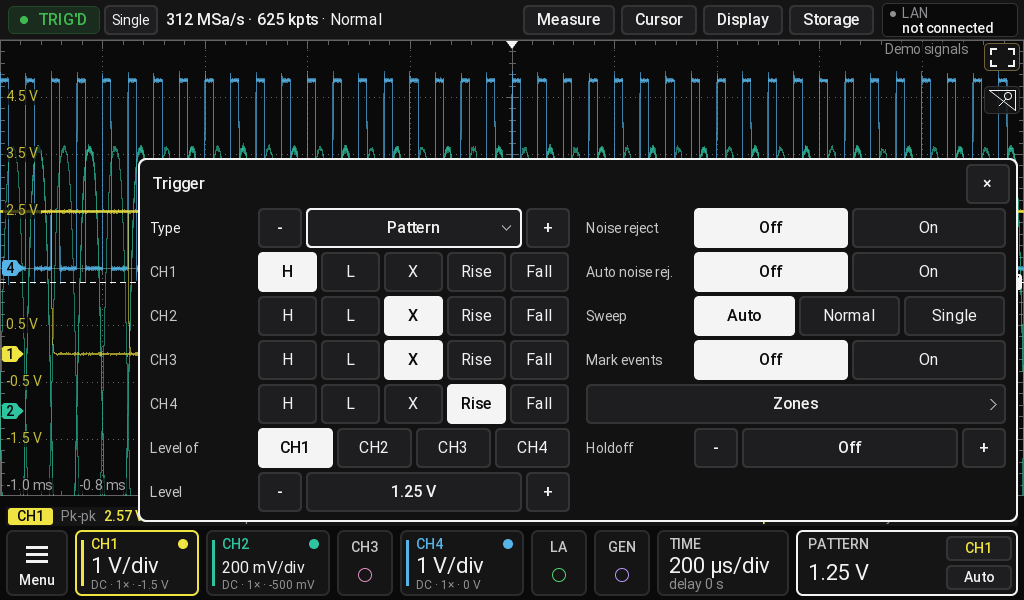 TRIG'D Single 312 MSa/s · 625 kpts · Normal Measure Cursor Display Storage LAN
not connected
Demo signals
4.5 V
3.5 V
Trigger ×
2.5 V
Type - Pattern + Noise reject Off On
CH1 H L X Rise Fall Auto noise rej. Off On
4
CH2 H L X Rise Fall Sweep Auto Normal Single
0.5 V
1
CH3 H L X Rise Fall Mark events Off On
-0.5 V
CH4 H L X Rise Fall Zones
2
-1.5 V
Level of CH1 CH2 CH3 CH4 Holdoff - Off +
-1.0 ms -0.8 ms
Level - 1.25 V +
CH1 Pk-pk 2.57 V
Menu
CH1
1 V/div
DC · 1× · -1.5 V
CH2
200 mV/div
DC · 1× · -500 mV
CH3
CH4
1 V/div
DC · 1× · 0 V
LA
GEN
TIME
200 µs/div
delay 0 s
PATTERN
1.25 V
CH1
Auto